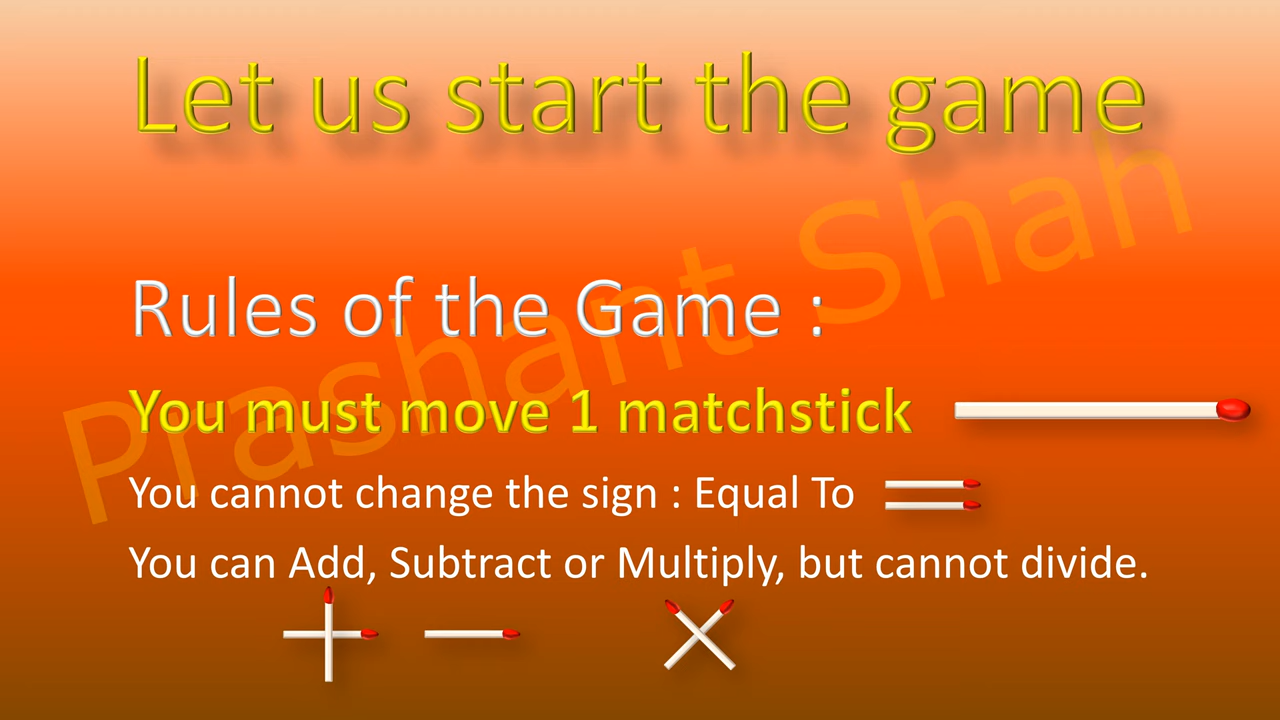 Let us start the game
Rules of the Game :
You must move 1 matchstick
You cannot change the sign : Equal To
You can Add, Subtract or Multiply, but cannot divide.
Prashant Shah